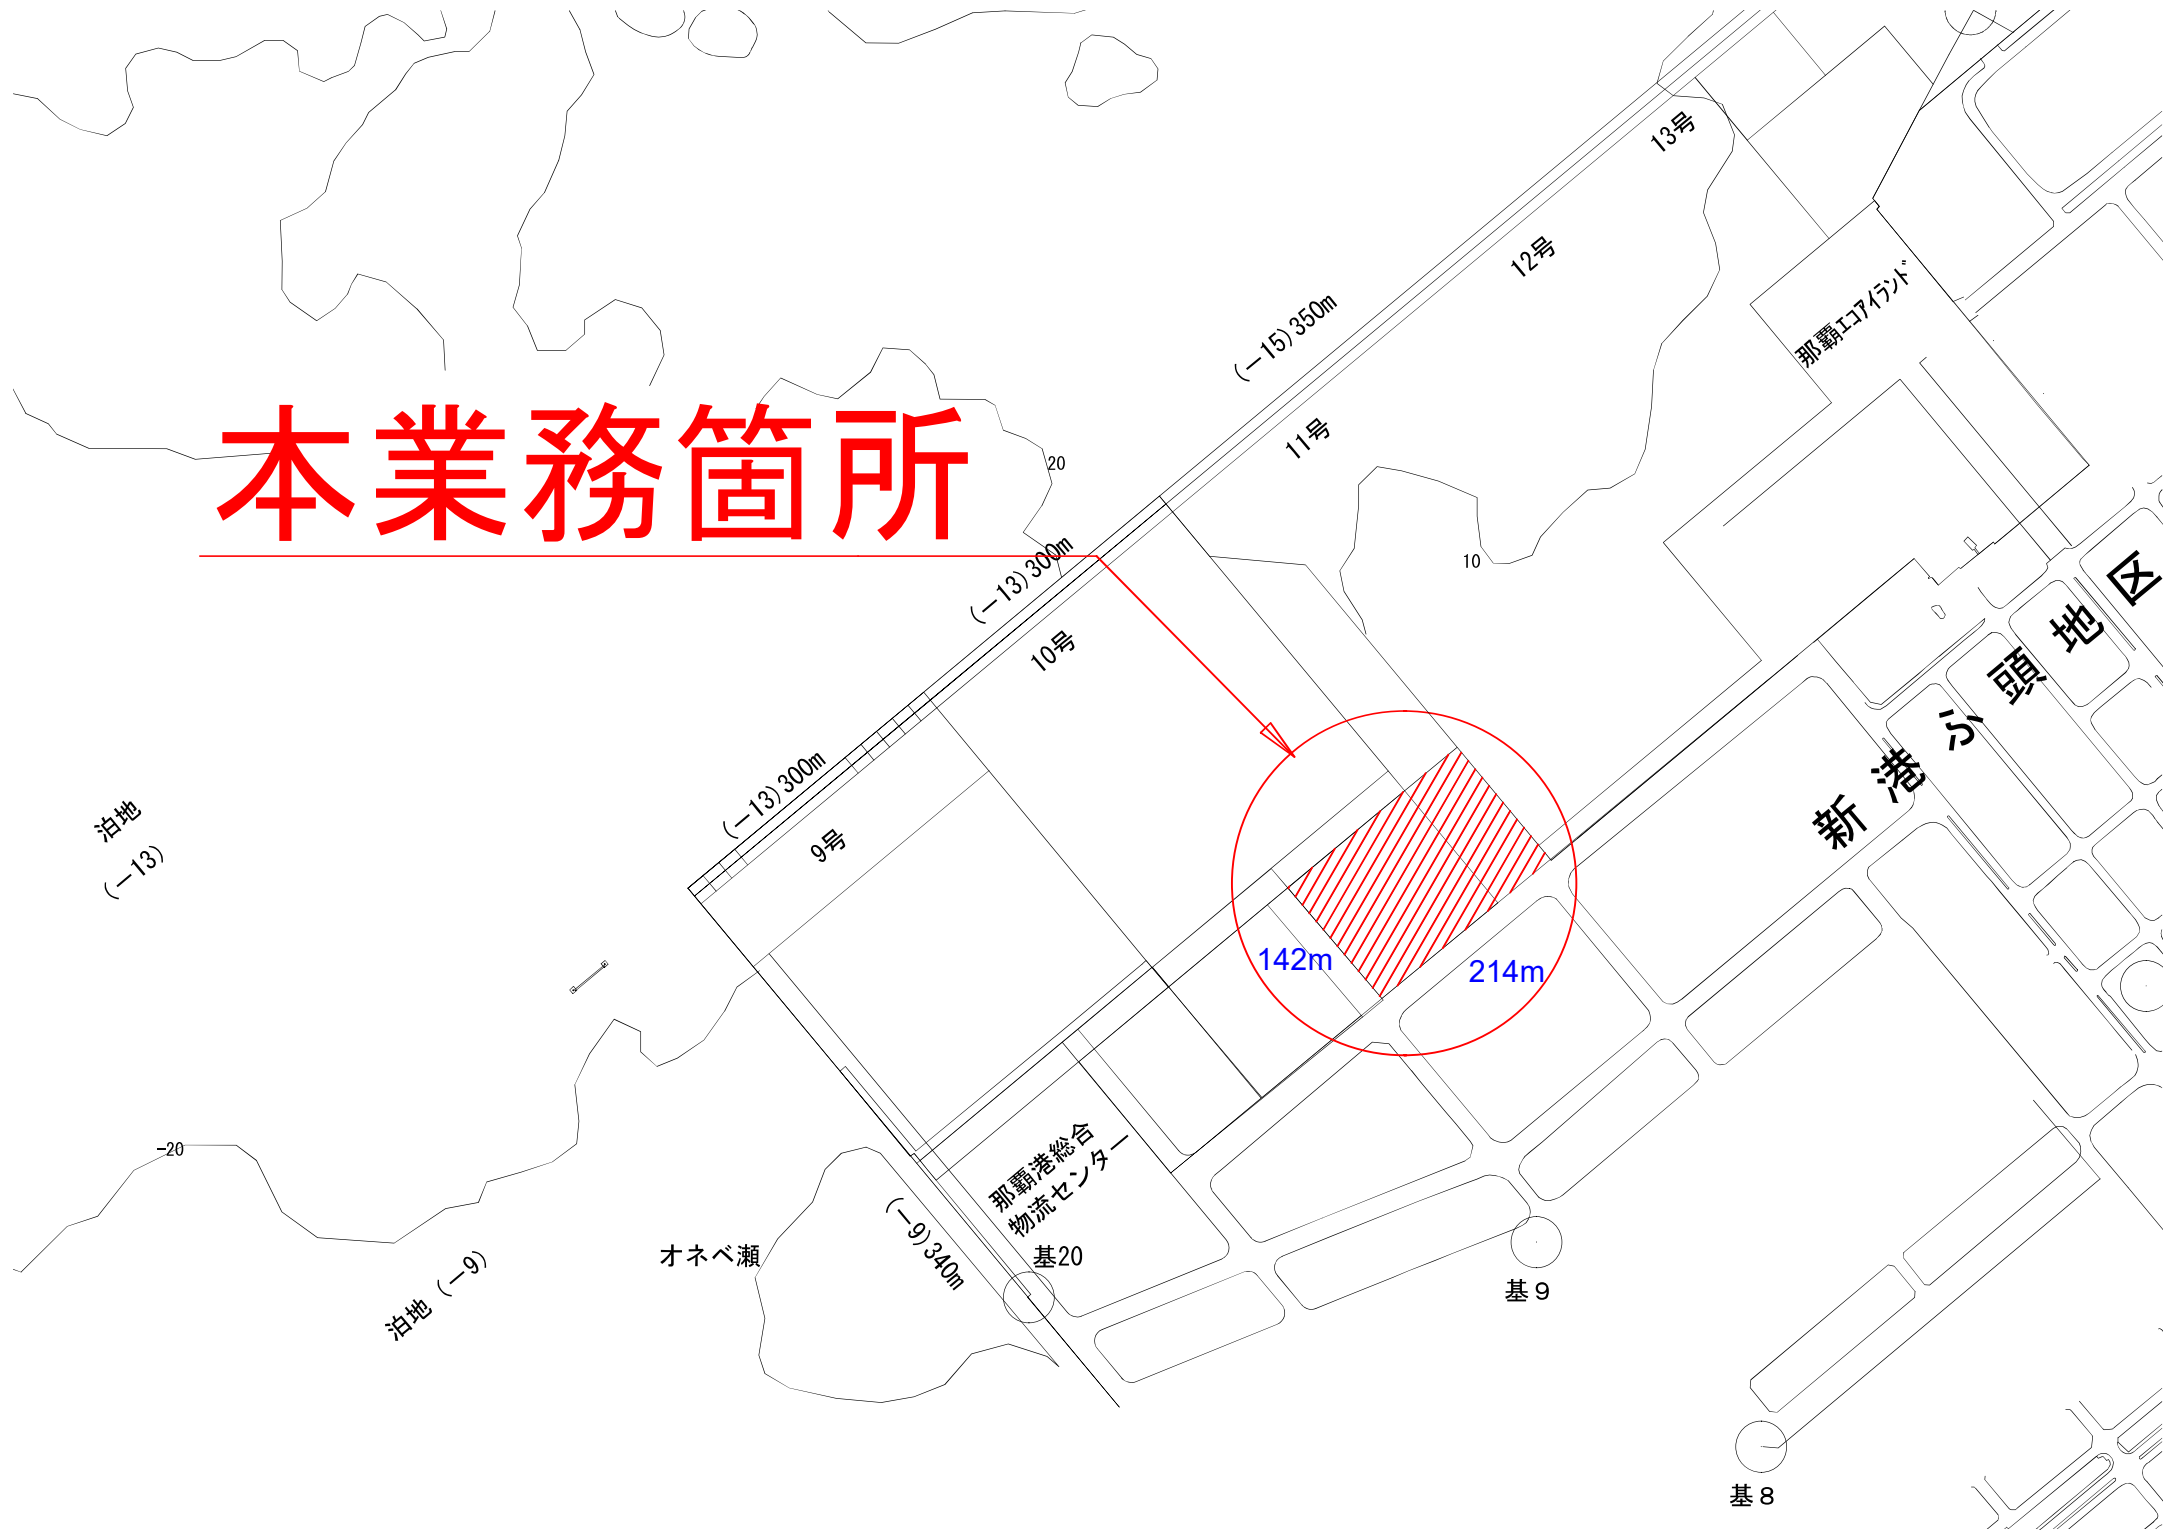 13号
12号
那覇ｴｺｱｲﾗﾝﾄﾞ
(－15)350m
11号
本業務箇所
20
10
(－13)300m
10号
新港ふ頭地区
(－13)300m
9号
泊地
(－13)
142m
214m
-20
那覇港総合
物流センター
(－9)340m
オネベ瀬
基20
泊地 (－9)
基９
基８